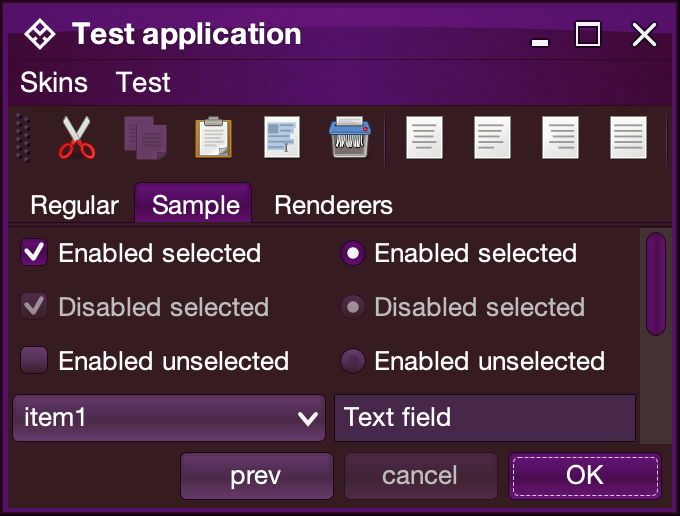 Test application
Skins Test
Regular Sample Renderers
Enabled selected Enabled selected
Disabled selected Disabled selected
Enabled unselected Enabled unselected
item1 Text field
prev cancel OK